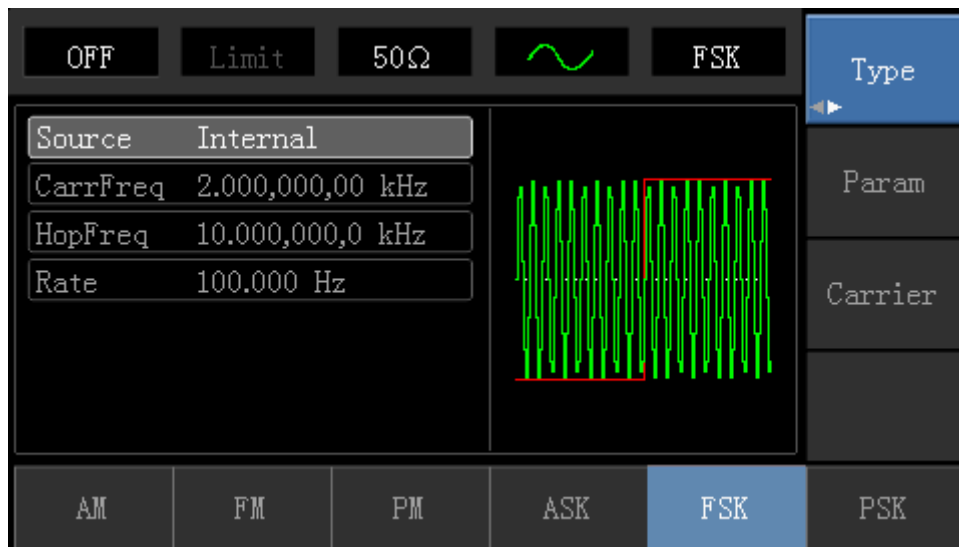 OFF Limit 50Ω FSK
Type
Source Internal
CarrFreq 2.000,000,00 kHz
HopFreq 10.000,000,0 kHz
Rate 100.000 Hz
Param
Carrier
AM FM PM ASK FSK PSK